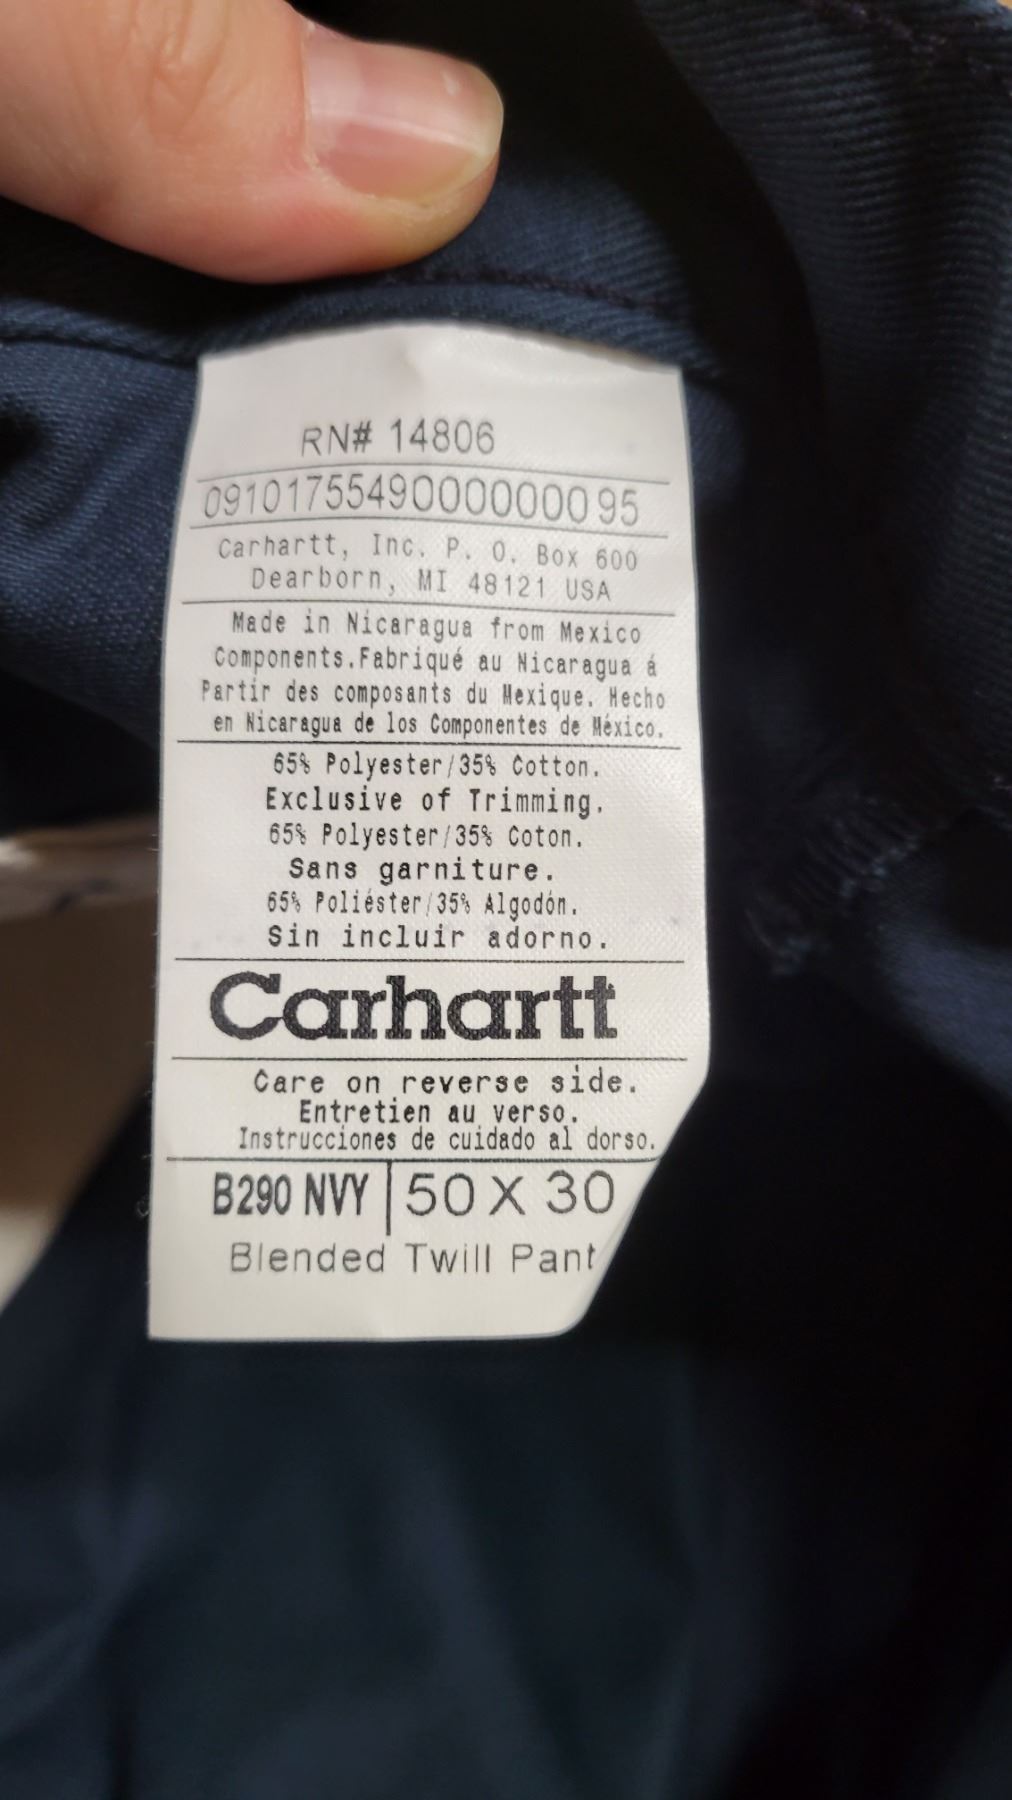 RN# 14806
09101755490000000095
Carhartt, Inc. P. O. Box 600
Dearborn, MI 48121 USA
Made in Nicaragua from Mexico
Components.Fabriqué au Nicaragua á
Partir des composants du Mexique. Hecho
en Nicaragua de los Componentes de México.
65% Polyester/35% Cotton.
Exclusive of Trimming.
65% Polyester/35% Coton.
Sans garniture.
65% Poliéster/35% Algodón.
Sin incluir adorno.
Carhartt
Care on reverse side.
Entretien au verso.
Instrucciones de cuidado al dorso.
B290 NVY | 50 X 30
Blended Twill Pant